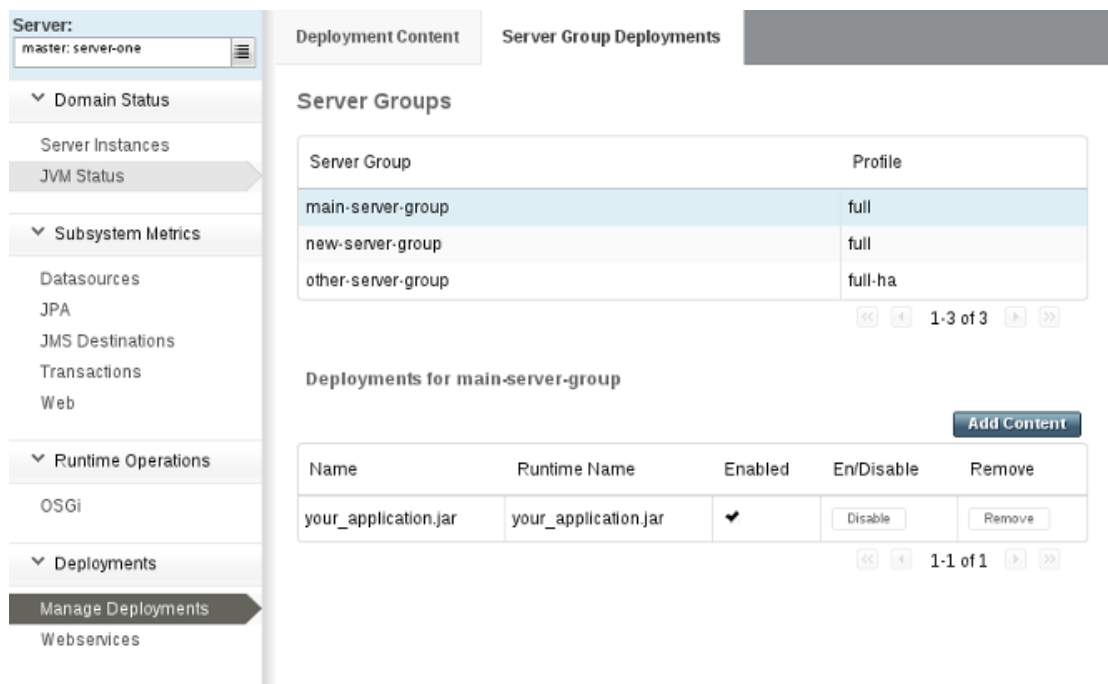 Server:
master: server-one
Domain Status
Server Instances
JVM Status
Subsystem Metrics
Datasources
JPA
JMS Destinations
Transactions
Web
Runtime Operations
OSGi
Deployments
Manage Deployments
Webservices
Deployment Content
Server Group Deployments
Server Groups
Server Group Profile
main-server-group full
new-server-group full
other-server-group full-ha
1-3 of 3
Deployments for main-server-group
Add Content
Name Runtime Name Enabled En/Disable Remove
your_application.jar your_application.jar Disable Remove
1-1 of 1